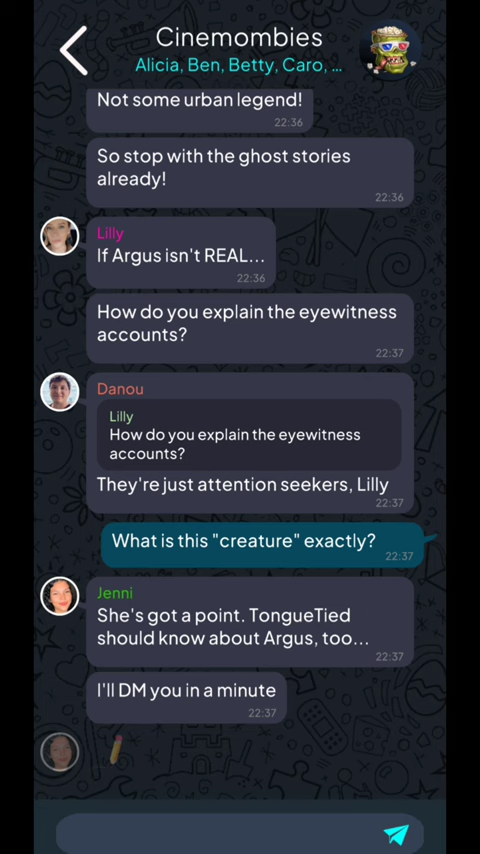 Cinemombies
Alicia, Ben, Betty, Caro, ...
Not some urban legend!
22:36
So stop with the ghost stories
already!
22:36
Lilly
If Argus isn't REAL...
22:36
How do you explain the eyewitness
accounts?
22:37
Danou
Lilly
How do you explain the eyewitness
accounts?
They're just attention seekers, Lilly
22:37
What is this "creature" exactly?
22:37
Jenni
She's got a point. TongueTied
should know about Argus, too...
22:37
I'll DM you in a minute
22:37